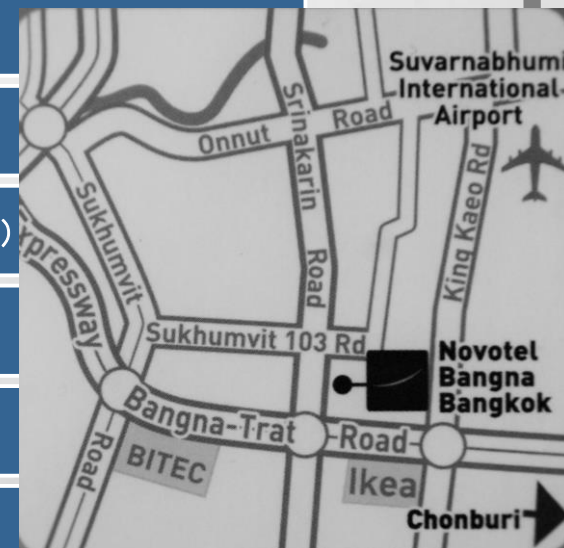 Suvarnabhumi
International
Airport
Onnut Road
Srinakarin
Road
King Kaeo Rd
Sukhumvit
Expressway
Sukhumvit 103 Rd
Novotel
Bangna
Bangkok
Bangna-Trat Road
Road
BITEC
Ikea
Chonburi
)